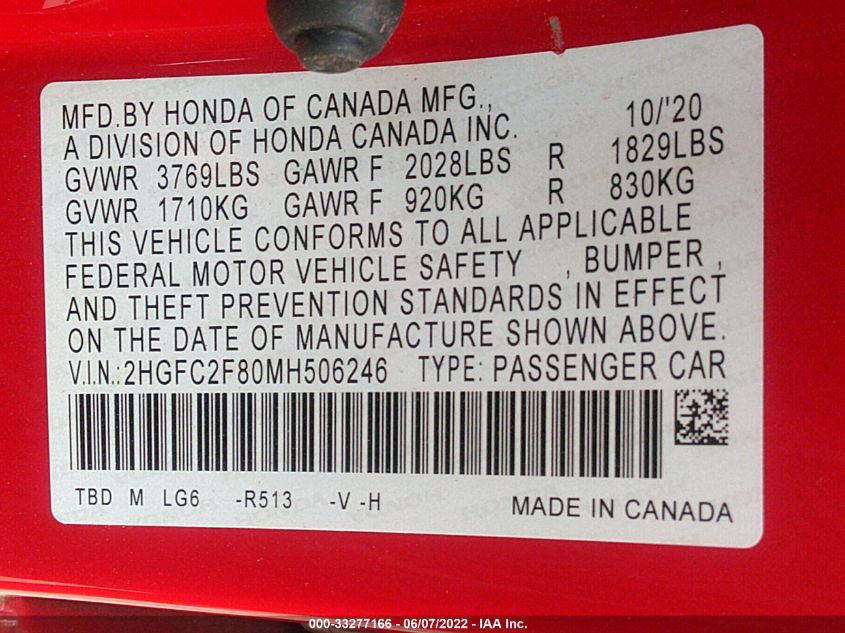 MFD.BY HONDA OF CANADA MFG., 10/'20
A DIVISION OF HONDA CANADA INC.
GVWR 3769LBS GAWR F 2028LBS R 1829LBS
GVWR 1710KG GAWR F 920KG R 830KG
THIS VEHICLE CONFORMS TO ALL APPLICABLE
FEDERAL MOTOR VEHICLE SAFETY , BUMPER ,
AND THEFT PREVENTION STANDARDS IN EFFECT
ON THE DATE OF MANUFACTURE SHOWN ABOVE.
V.I.N.:2HGFC2F80MH506246 TYPE: PASSENGER CAR
TBD M LG6 -R513 -V -H MADE IN CANADA
000-33277166 - 06/07/2022 - IAA Inc.